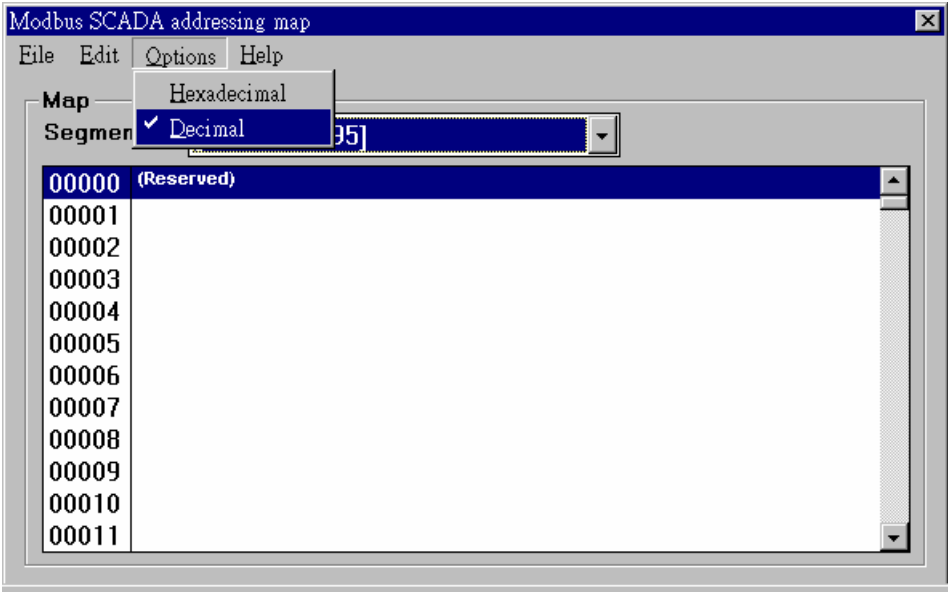 Modbus SCADA addressing map
File Edit Options Help
Hexadecimal
Decimal
Map
95]
00000 (Reserved)
00001
00002
00003
00004
00005
00006
00007
00008
00009
00010
00011